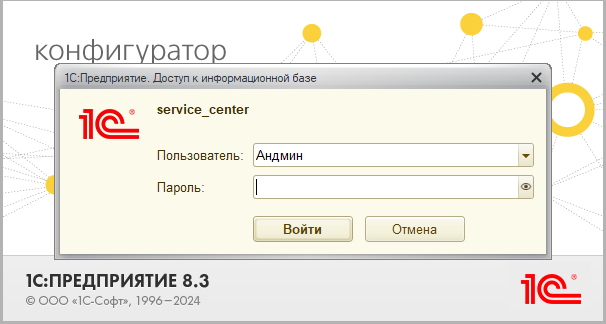 конфигуратор
1С:Предприятие. Доступ к информационной базе
1С®
service_center
Пользователь: Андмин
Пароль:
Войти Отмена
1С:ПРЕДПРИЯТИЕ 8.3
© ООО «1С-Софт», 1996–2024
1С®